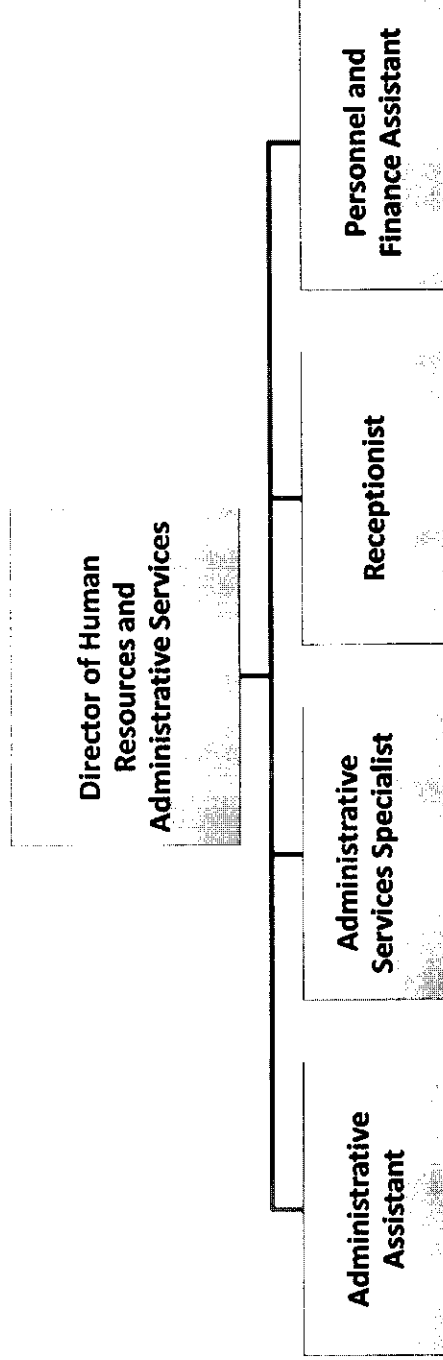 Director of Human
Resources and
Administrative Services
Administrative
Assistant
Administrative
Services Specialist
Receptionist
Personnel and
Finance Assistant